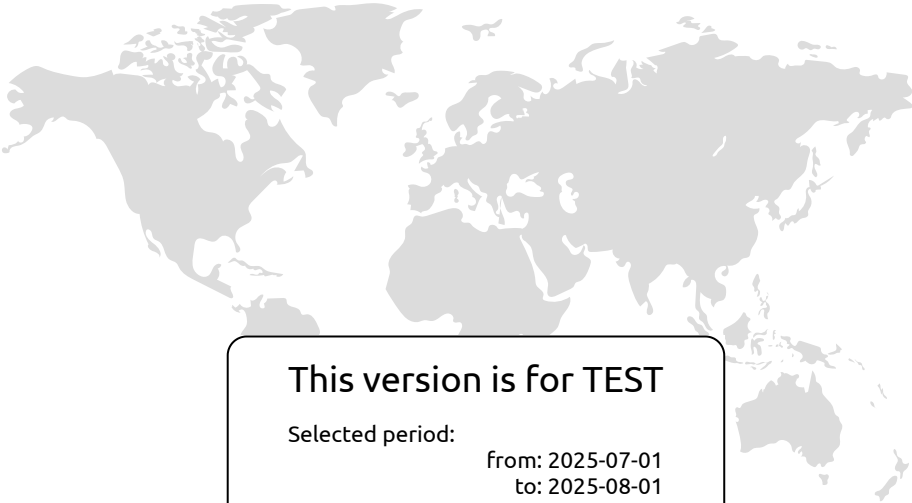 This version is for TEST
Selected period:
from: 2025-07-01
to: 2025-08-01